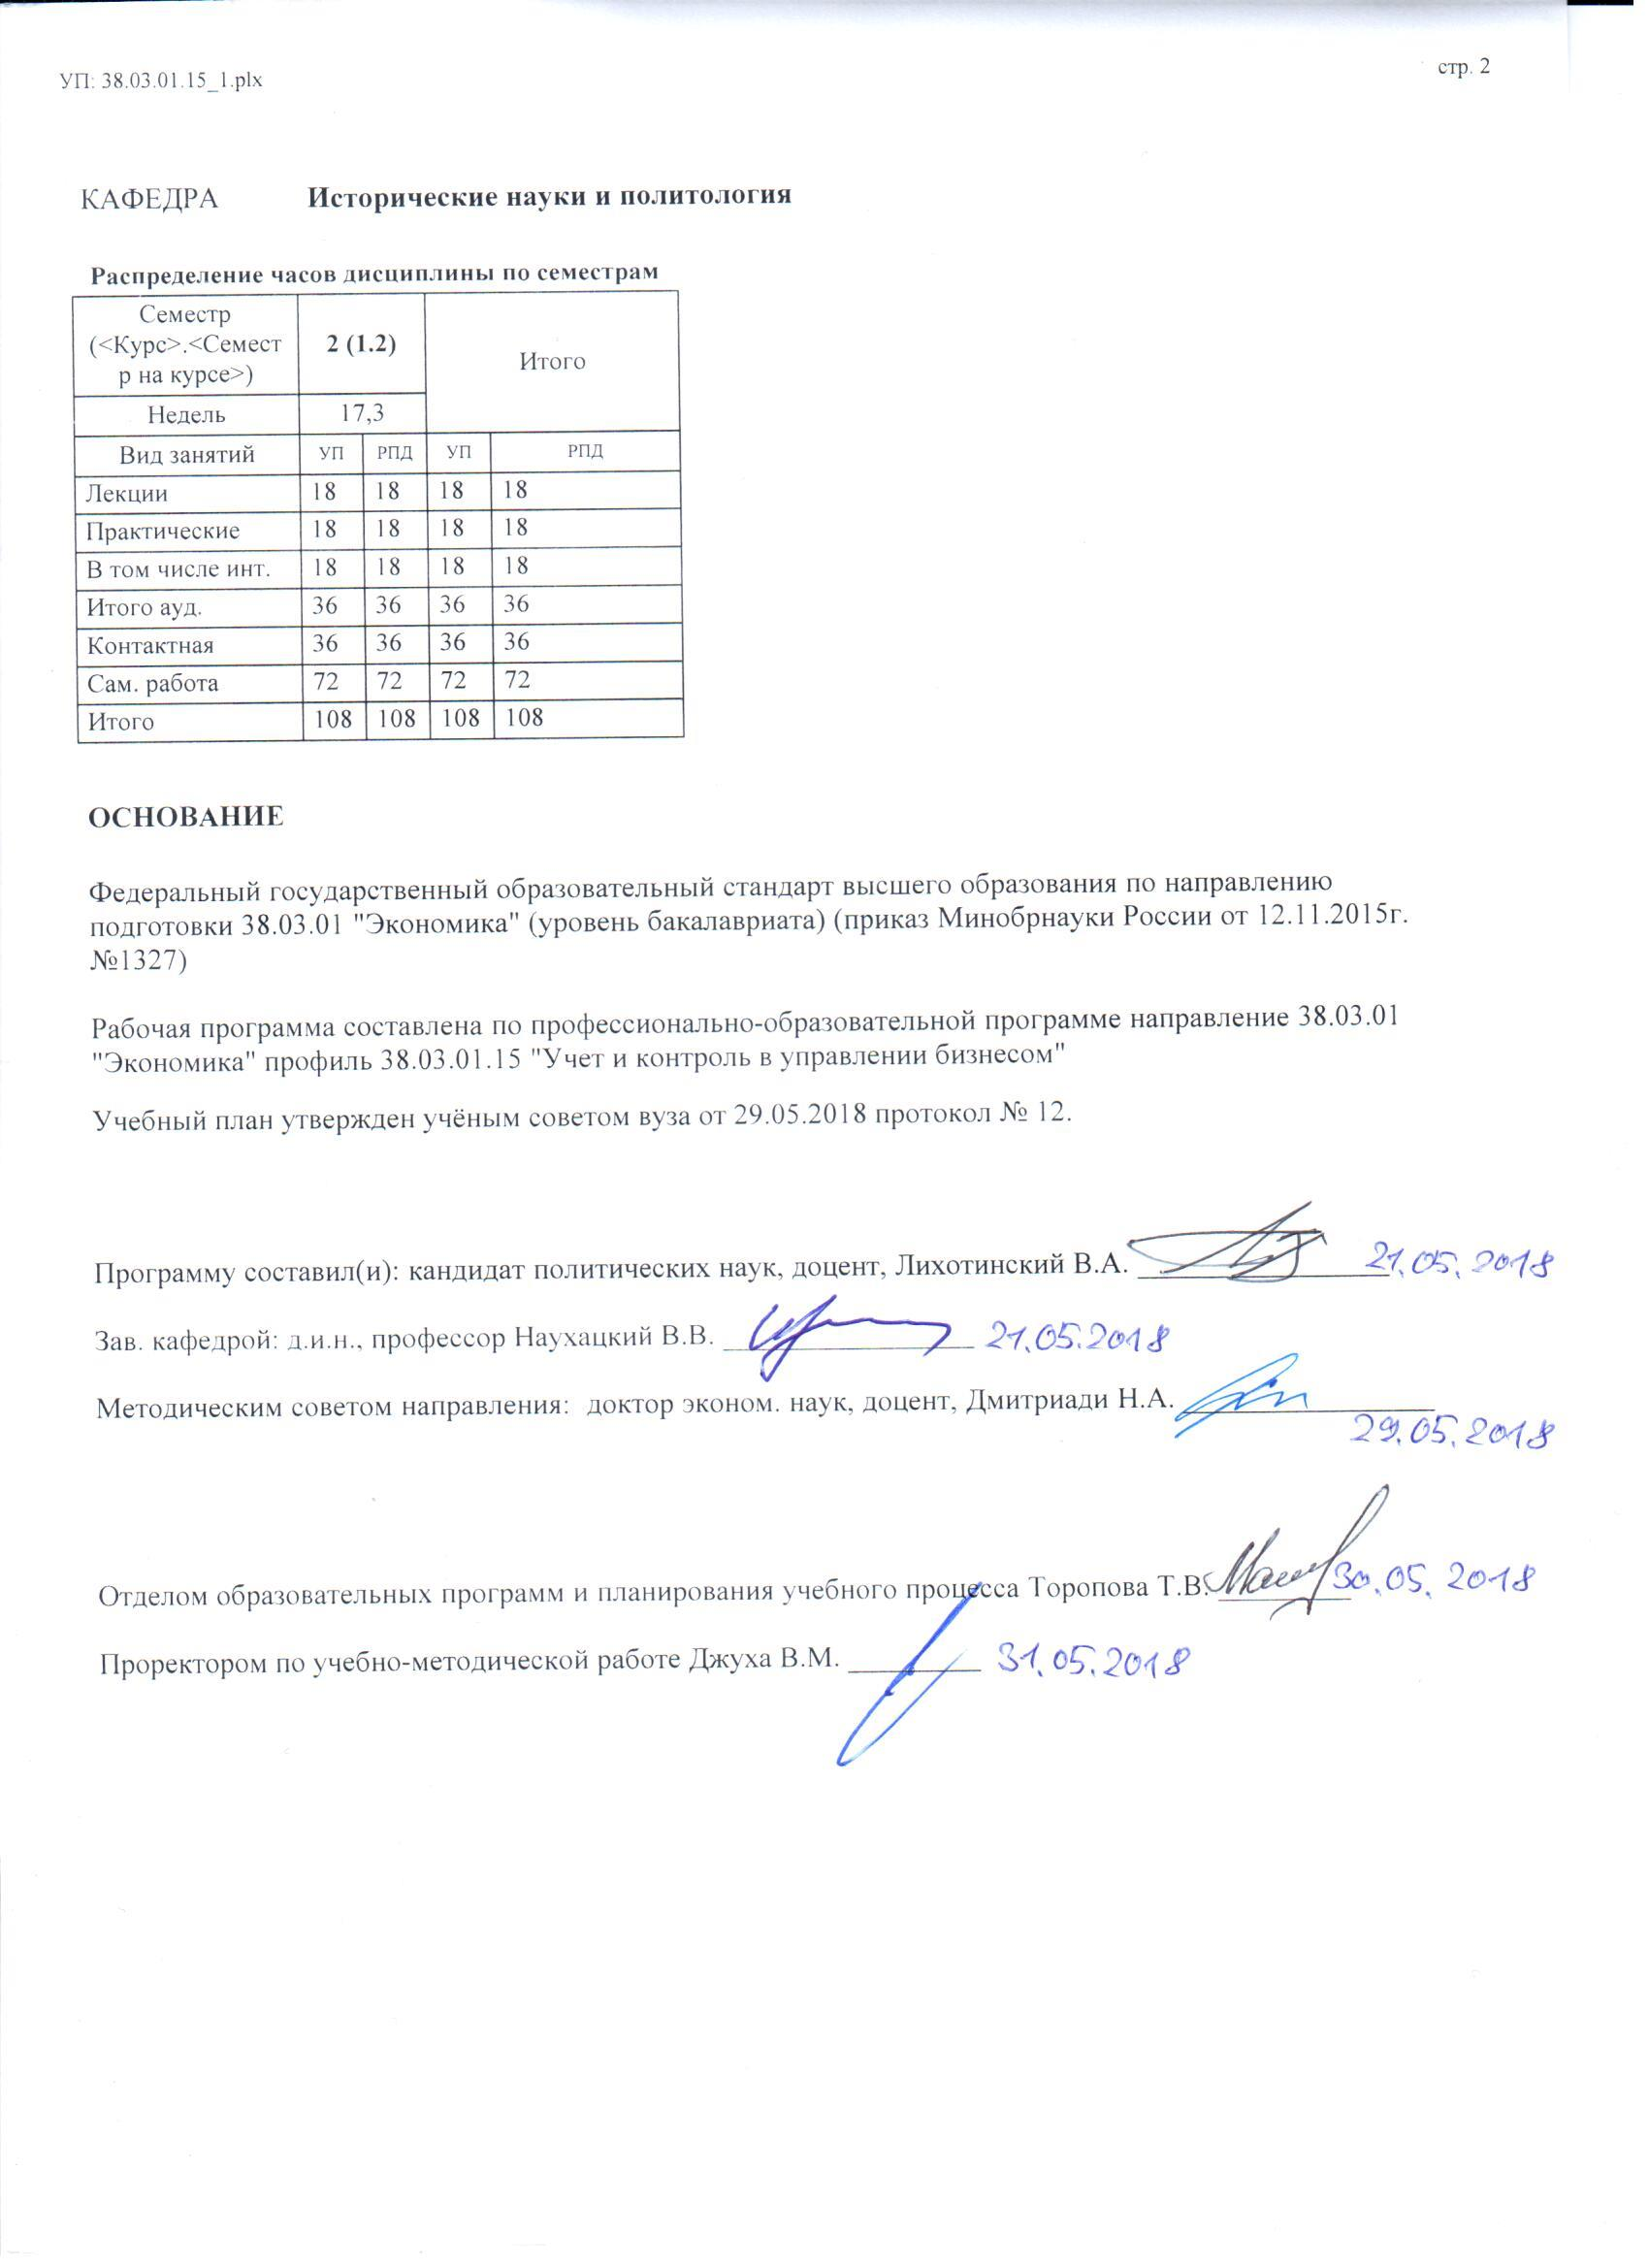 УП: 38.03.01.15_1.plx
стр. 2
КАФЕДРА Исторические науки и политология
Распределение часов дисциплины по семестрам
Семестр
(<Курс>.<Семест
р на курсе>)
2 (1.2)
Итого
Недель 17,3
Вид занятий УП РПД УП РПД
Лекции 18 18 18 18
Практические 18 18 18 18
В том числе инт. 18 18 18 18
Итого ауд. 36 36 36 36
Контактная 36 36 36 36
Сам. работа 72 72 72 72
Итого 108 108 108 108
ОСНОВАНИЕ
Федеральный государственный образовательный стандарт высшего образования по направлению
подготовки 38.03.01 "Экономика" (уровень бакалавриата) (приказ Минобрнауки России от 12.11.2015г.
№1327)
Рабочая программа составлена по профессионально-образовательной программе направление 38.03.01
"Экономика" профиль 38.03.01.15 "Учет и контроль в управлении бизнесом"
Учебный план утвержден учёным советом вуза от 29.05.2018 протокол № 12.
Программу составил(и): кандидат политических наук, доцент, Лихотинский В.А. 21.05.2018
Зав. кафедрой: д.и.н., профессор Наухацкий В.В. 21.05.2018
Методическим советом направления: доктор эконом. наук, доцент, Дмитриади Н.А.
29.05.2018
Отделом образовательных программ и планирования учебного процесса Торопова Т.В. 30.05.2018
Проректором по учебно-методической работе Джуха В.М. 31.05.2018